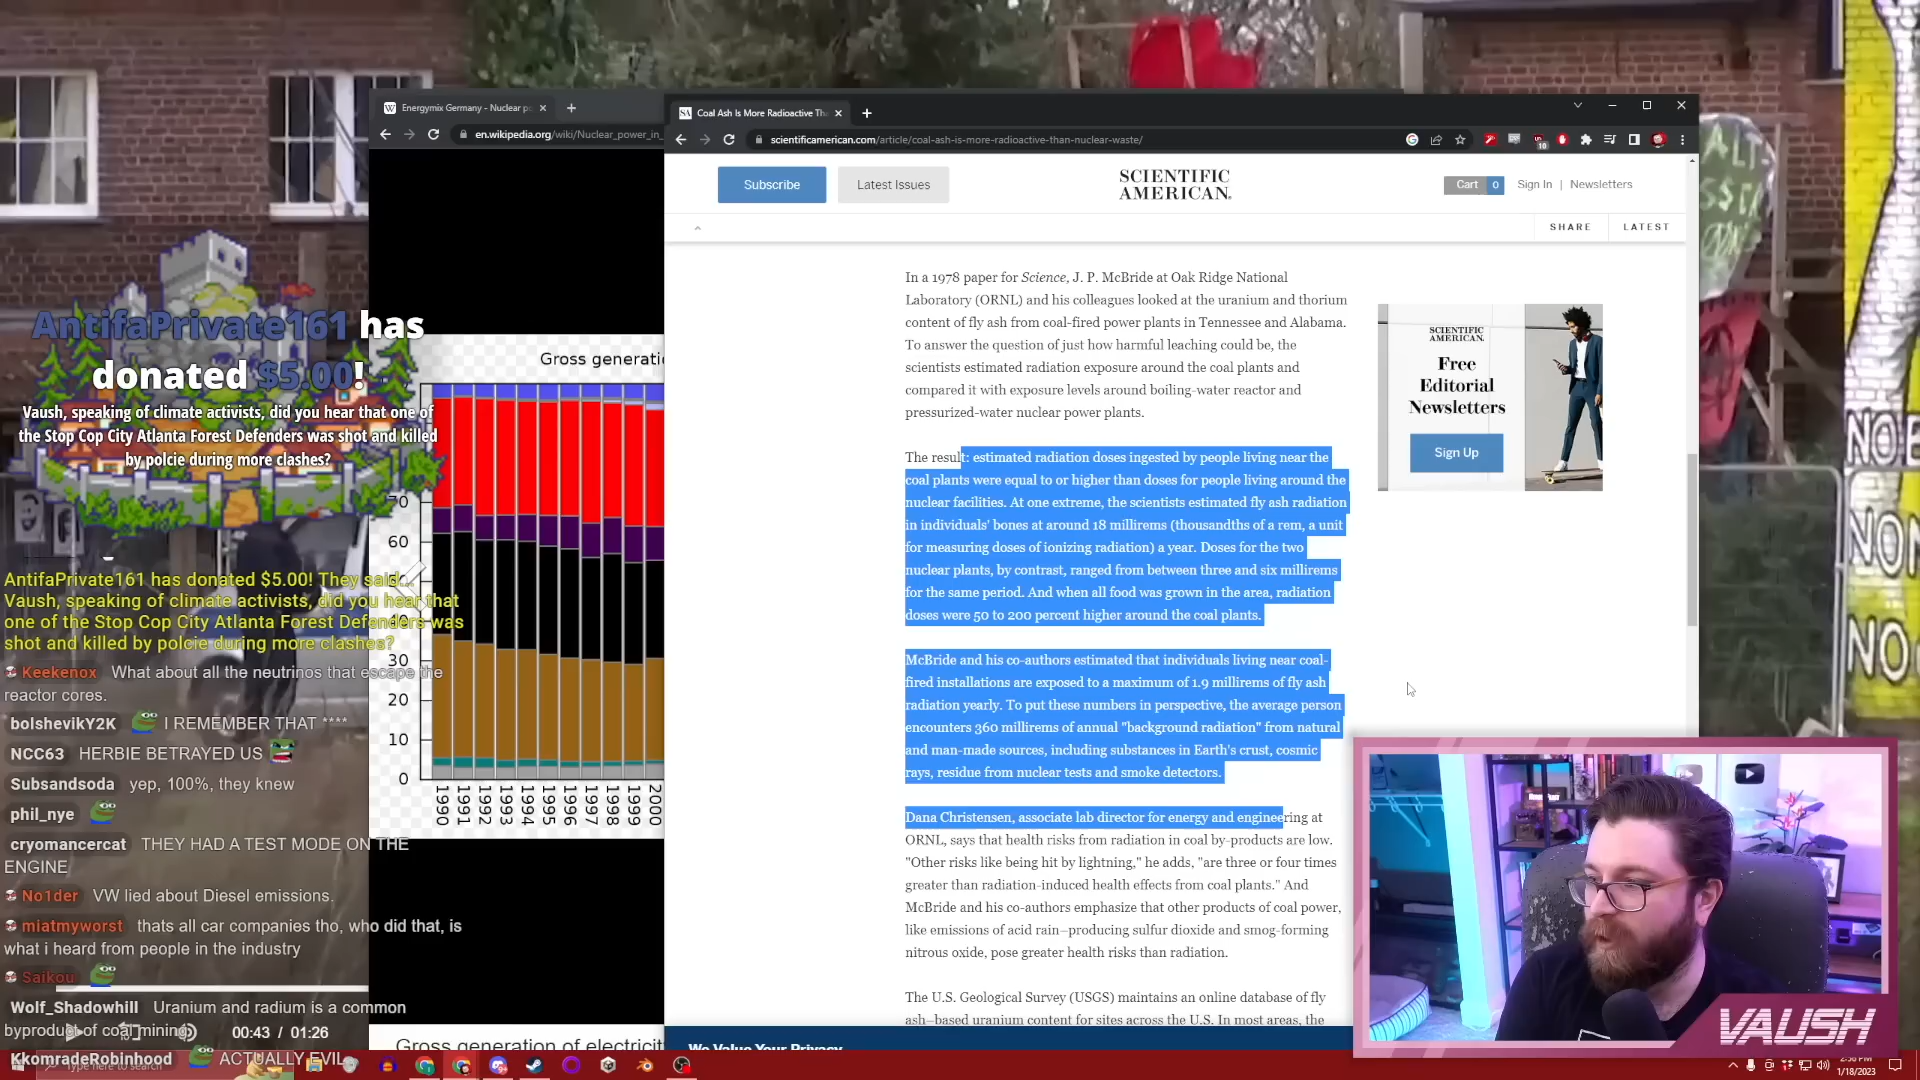 Energymix Germany - Nuclear p
en.wikipedia.org/wiki/Nuclear_power_in_
Coal Ash Is More Radioactive Th
scientificamerican.com/article/coal-ash-is-more-radioactive-than-nuclear-waste/
Subscribe
Latest Issues
SCIENTIFIC
AMERICAN
Cart 0
Sign In | Newsletters
SHARE
LATEST
In a 1978 paper for Science, J. P. McBride at Oak Ridge National
Laboratory (ORNL) and his colleagues looked at the uranium and thorium
content of fly ash from coal-fired power plants in Tennessee and Alabama.
To answer the question of just how harmful leaching could be, the
scientists estimated radiation exposure around the coal plants and
compared it with exposure levels around boiling-water reactor and
pressurized-water nuclear power plants.
The result: estimated radiation doses ingested by people living near the
coal plants were equal to or higher than doses for people living around the
nuclear facilities. At one extreme, the scientists estimated fly ash radiation
in individuals' bones at around 18 millirems (thousandths of a rem, a unit
for measuring doses of ionizing radiation) a year. Doses for the two
nuclear plants, by contrast, ranged from between three and six millirems
for the same period. And when all food was grown in the area, radiation
doses were 50 to 200 percent higher around the coal plants.
McBride and his co-authors estimated that individuals living near coal-
fired installations are exposed to a maximum of 1.9 millirems of fly ash
radiation yearly. To put these numbers in perspective, the average person
encounters 360 millirems of annual "background radiation" from natural
and man-made sources, including substances in Earth's crust, cosmic
rays, residue from nuclear tests and smoke detectors.
Dana Christensen, associate lab director for energy and engineering at
ORNL, says that health risks from radiation in coal by-products are low.
"Other risks like being hit by lightning," he adds, "are three or four times
greater than radiation-induced health effects from coal plants." And
McBride and his co-authors emphasize that other products of coal power,
like emissions of acid rain–producing sulfur dioxide and smog-forming
nitrous oxide, pose greater health risks than radiation.
The U.S. Geological Survey (USGS) maintains an online database of fly
ash–based uranium content for sites across the U.S. In most areas, the
We Value Your Privacy
SCIENTIFIC
AMERICAN
Free
Editorial
Newsletters
Sign Up
AntifaPrivate161 has
donated $5.00!
Vaush, speaking of climate activists, did you hear that one of
the Stop Cop City Atlanta Forest Defenders was shot and killed
by polcie during more clashes?
AntifaPrivate161 has donated $5.00! They said...
Vaush, speaking of climate activists, did you hear that
one of the Stop Cop City Atlanta Forest Defenders was
shot and killed by polcie during more clashes?
Keekenox What about all the neutrinos that escape the
reactor cores.
bolshevikY2K I REMEMBER THAT ****
NCC63 HERBIE BETRAYED US
Subsandsoda yep, 100%, they knew
phil_nye
cryomancercat THEY HAD A TEST MODE ON THE
ENGINE
No1der VW lied about Diesel emissions.
miatmyworst thats all car companies tho, who did that, is
what i heard from people in the industry
Saikou
Wolf_Shadowhill Uranium and radium is a common
byproduct of coal mining
00:43 / 01:26
KkomradeRobinhood ACTUALLY EVIL
Gross generati
70
60
30
20
10
0
1990
1991
1992
1993
1994
1995
1996
1997
1998
1999
2000
Gross generation of electricit
VAUSH
Type here to search
2:56 PM
1/18/2023